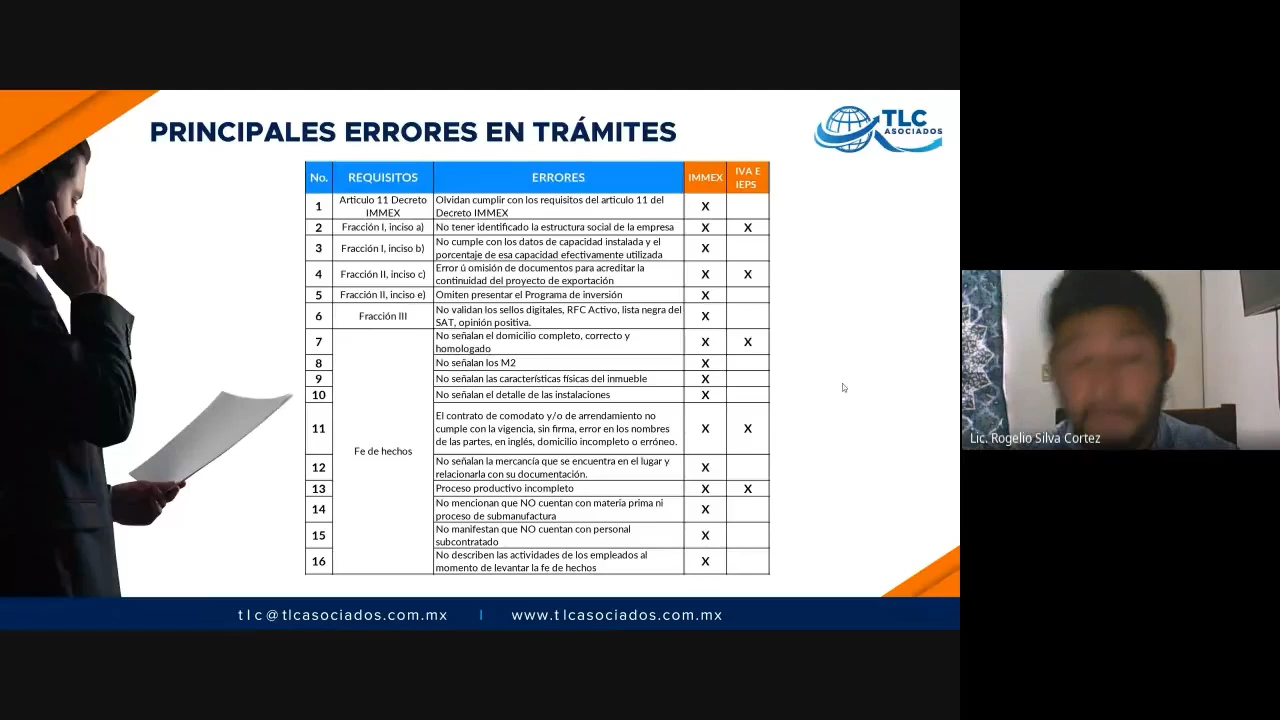 PRINCIPALES ERRORES EN TRÁMITES
TLC
ASOCIADOS
No. REQUISITOS ERRORES IMMEX IVA E
IEPS
1 Articulo 11 Decreto
IMMEX Olvidan cumplir con los requisitos del articulo 11 del
Decreto IMMEX X
2 Fracción I, inciso a) No tener identificado la estructura social de la empresa X X
3 Fracción I, inciso b) No cumple con los datos de capacidad instalada y el
porcentaje de esa capacidad efectivamente utilizada X
4 Fracción II, inciso c) Error ú omisión de documentos para acreditar la
continuidad del proyecto de exportación X X
5 Fracción II, inciso e) Omiten presentar el Programa de inversión X
6 Fracción III No validan los sellos digitales, RFC Activo, lista negra del
SAT, opinión positiva. X
Fe de hechos
7 No señalan el domicilio completo, correcto y
homologado X X
8 No señalan los M2 X
9 No señalan las características físicas del inmueble X
10 No señalan el detalle de las instalaciones X
11 El contrato de comodato y/o de arrendamiento no
cumple con la vigencia, sin firma, error en los nombres
de las partes, en inglés, domicilio incompleto o erróneo. X X
12 No señalan la mercancía que se encuentra en el lugar y
relacionarla con su documentación. X
13 Proceso productivo incompleto X X
14 No mencionan que NO cuentan con materia prima ni
proceso de submanufactura X
15 No manifestan que NO cuentan con personal
subcontratado X
16 No describen las actividades de los empleados al
momento de levantar la fe de hechos X
tlc@tlcasociados.com.mx | www.tlcasociados.com.mx
Lic. Rogelio Silva Cortez